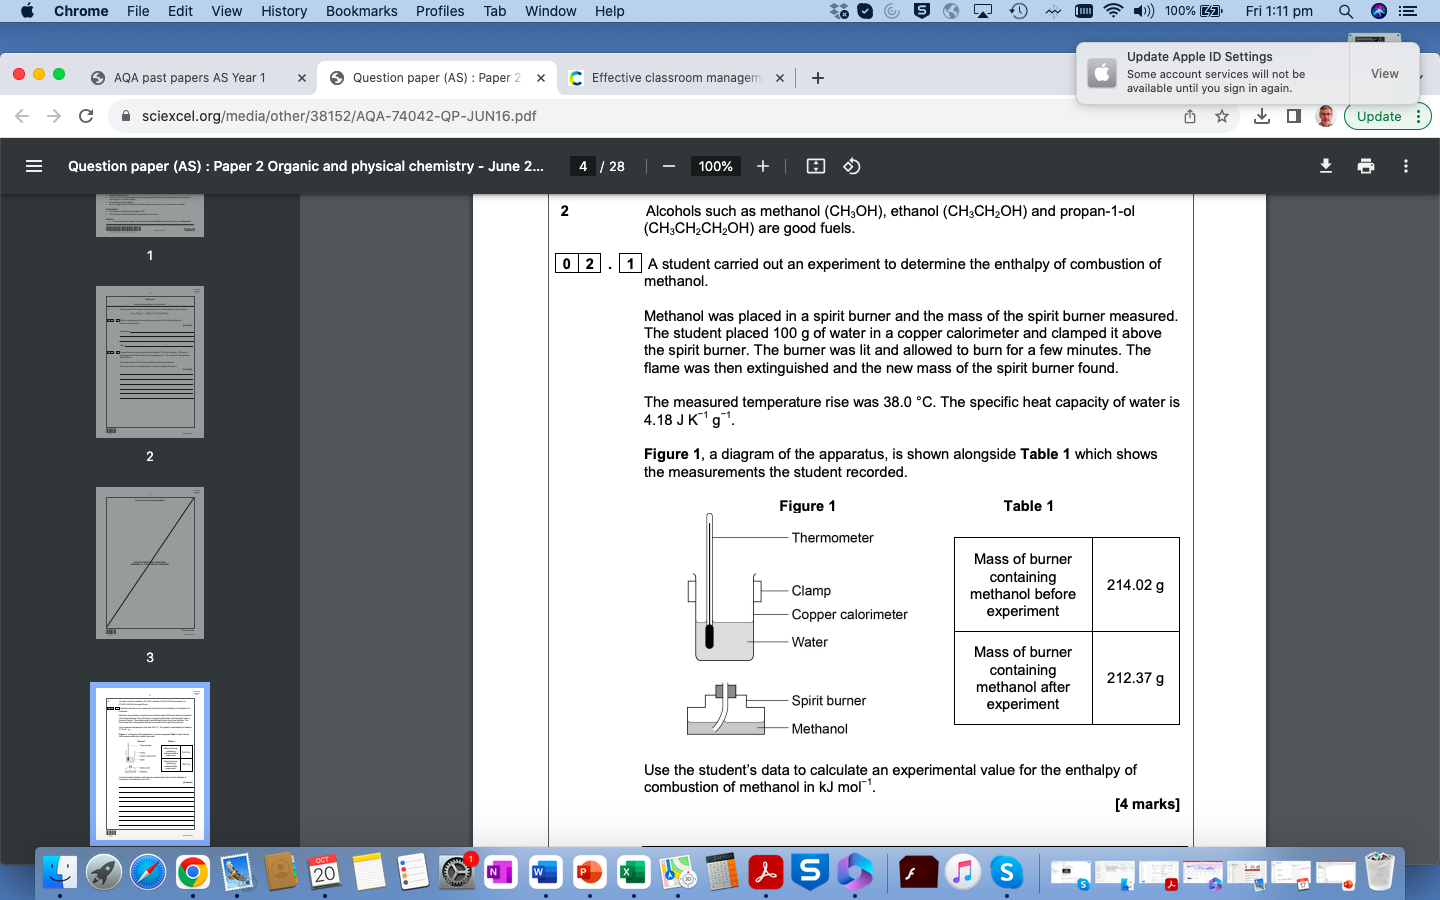 Chrome File Edit View History Bookmarks Profiles Tab Window Help 100% Fri 1:11 pm
AQA past papers AS Year 1
Question paper (AS) : Paper 2
Effective classroom managem
Update Apple ID Settings
Some account services will not be
available until you sign in again.
View
sciexcel.org/media/other/38152/AQA-74042-QP-JUN16.pdf
Update
Question paper (AS) : Paper 2 Organic and physical chemistry - June 2... 4 / 28 100%
1
2
3
2 Alcohols such as methanol (CH₃OH), ethanol (CH₃CH₂OH) and propan-1-ol
(CH₃CH₂CH₂OH) are good fuels.
0 2 . 1 A student carried out an experiment to determine the enthalpy of combustion of
methanol.
Methanol was placed in a spirit burner and the mass of the spirit burner measured.
The student placed 100 g of water in a copper calorimeter and clamped it above
the spirit burner. The burner was lit and allowed to burn for a few minutes. The
flame was then extinguished and the new mass of the spirit burner found.
The measured temperature rise was 38.0 °C. The specific heat capacity of water is
4.18 J K⁻¹ g⁻¹.
Figure 1, a diagram of the apparatus, is shown alongside Table 1 which shows
the measurements the student recorded.
Figure 1
Thermometer
Clamp
Copper calorimeter
Water
Spirit burner
Methanol
Table 1
Mass of burner
containing
methanol before
experiment
214.02 g
Mass of burner
containing
methanol after
experiment
212.37 g
Use the student's data to calculate an experimental value for the enthalpy of
combustion of methanol in kJ mol⁻¹.
[4 marks]
OCT
20
1